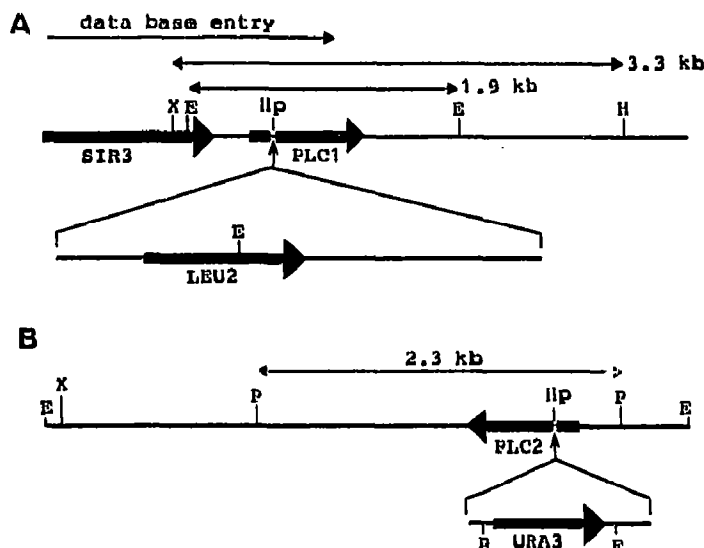 A
data base entry
3.3 kb
1.9 kb
X E Hp E H
SIR3 PLC1
E
LEU2
B
2.3 kb
E X P Hp P E
PLC2
URA3
P